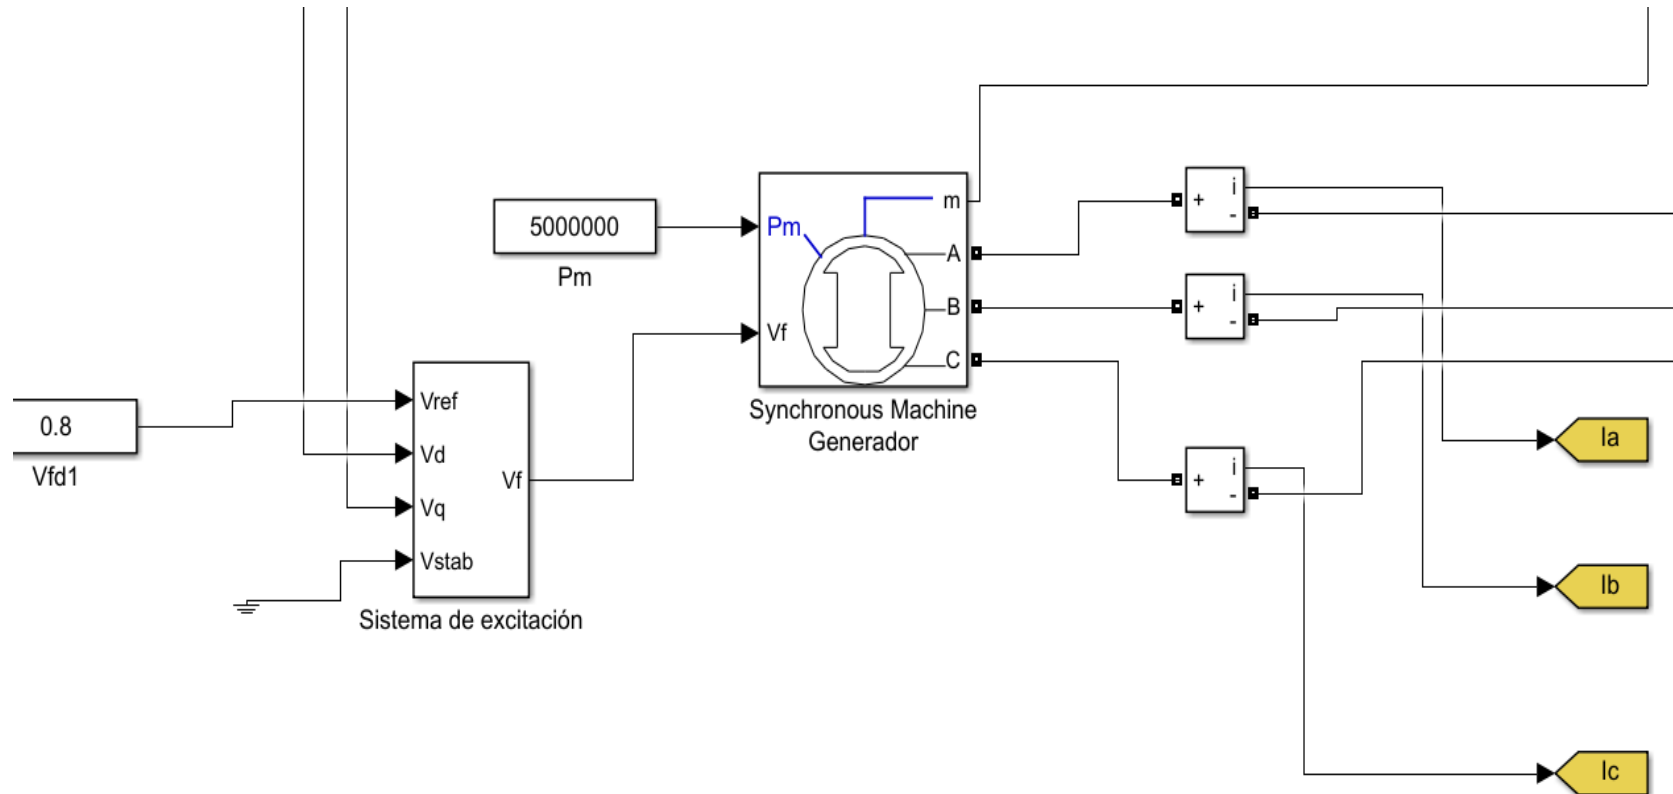 5000000
Pm
Pm
Vf
m
A
B
C
Synchronous Machine
Generador
+
i
-
+
i
-
+
i
-
0.8
Vfd1
Vref
Vd
Vq
Vstab
Vf
Sistema de excitación
Ia
Ib
Ic